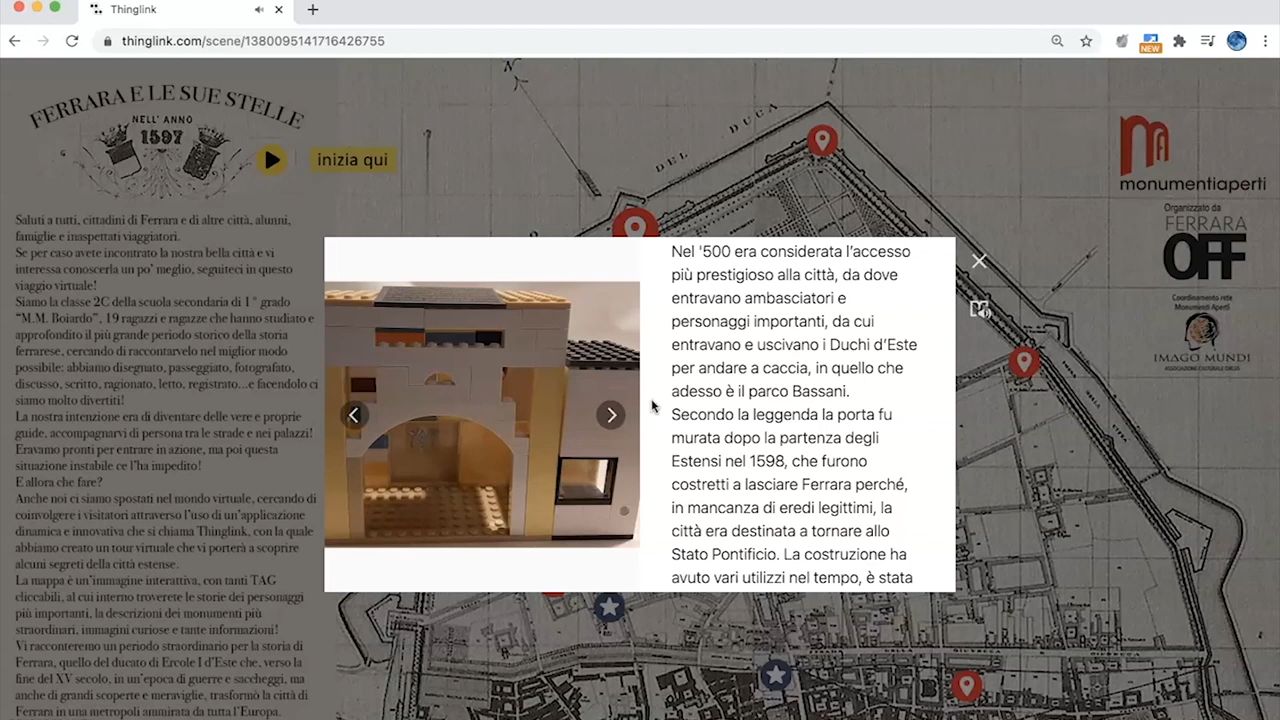 Thinglink
thinglink.com/scene/1380095141716426755
NEW
FERRARA E LE SUE STELLE
NELL' ANNO
1597
inizia qui
Saluti a tutti, cittadini di Ferrara e di altre città, alunni,
famiglie e inaspettati viaggiatori.
Se per caso avete incontrato la nostra bella città e vi
interessa conoscerla un po' meglio, seguiteci in questo
viaggio virtuale!
Siamo la classe 2C della scuola secondaria di 1° grado
“M.M. Boiardo”, 19 ragazzi e ragazze che hanno studiato e
approfondito il più grande periodo storico della storia
ferrarese, cercando di raccontarvelo nel miglior modo
possibile: abbiamo disegnato, passeggiato, fotografato,
discusso, scritto, ragionato, letto, registrato...e facendolo ci
siamo molto divertiti!
La nostra intenzione era di diventare delle vere e proprie
guide, accompagnarvi di persona tra le strade e nei palazzi!
Eravamo pronti per entrare in azione, ma poi questa
situazione instabile ce l'ha impedito!
E allora che fare?
Anche noi ci siamo spostati nel mondo virtuale, cercando di
coinvolgere i visitatori attraverso l'uso di un'applicazione
dinamica e innovativa che si chiama Thinglink, con la quale
abbiamo creato un tour virtuale che vi porterà a scoprire
alcuni segreti della città estense.
La mappa è un'immagine interattiva, con tanti TAG
cliccabili, al cui interno troverete le storie dei personaggi
più importanti, la descrizioni dei monumenti più
straordinari, immagini curiose e tante informazioni!
Vi racconteremo un periodo straordinario per la storia di
Ferrara, quello del ducato di Ercole I d'Este che, verso la
fine del XV secolo, in un'epoca di guerre e saccheggi, ma
anche di grandi scoperte e meraviglie, trasformò la città di
Ferrara in una metropoli ammirata da tutta l'Europa.
DEL DUCA
Nel '500 era considerata l’accesso
più prestigioso alla città, da dove
entravano ambasciatori e
personaggi importanti, da cui
entravano e uscivano i Duchi d’Este
per andare a caccia, in quello che
adesso è il parco Bassani.
Secondo la leggenda la porta fu
murata dopo la partenza degli
Estensi nel 1598, che furono
costretti a lasciare Ferrara perché,
in mancanza di eredi legittimi, la
città era destinata a tornare allo
Stato Pontificio. La costruzione ha
avuto vari utilizzi nel tempo, è stata
monumentiaperti
Organizzato da
FERRARA
OFF
Coordinamento rete
Monumenti Aperti
IMAGO MUNDI